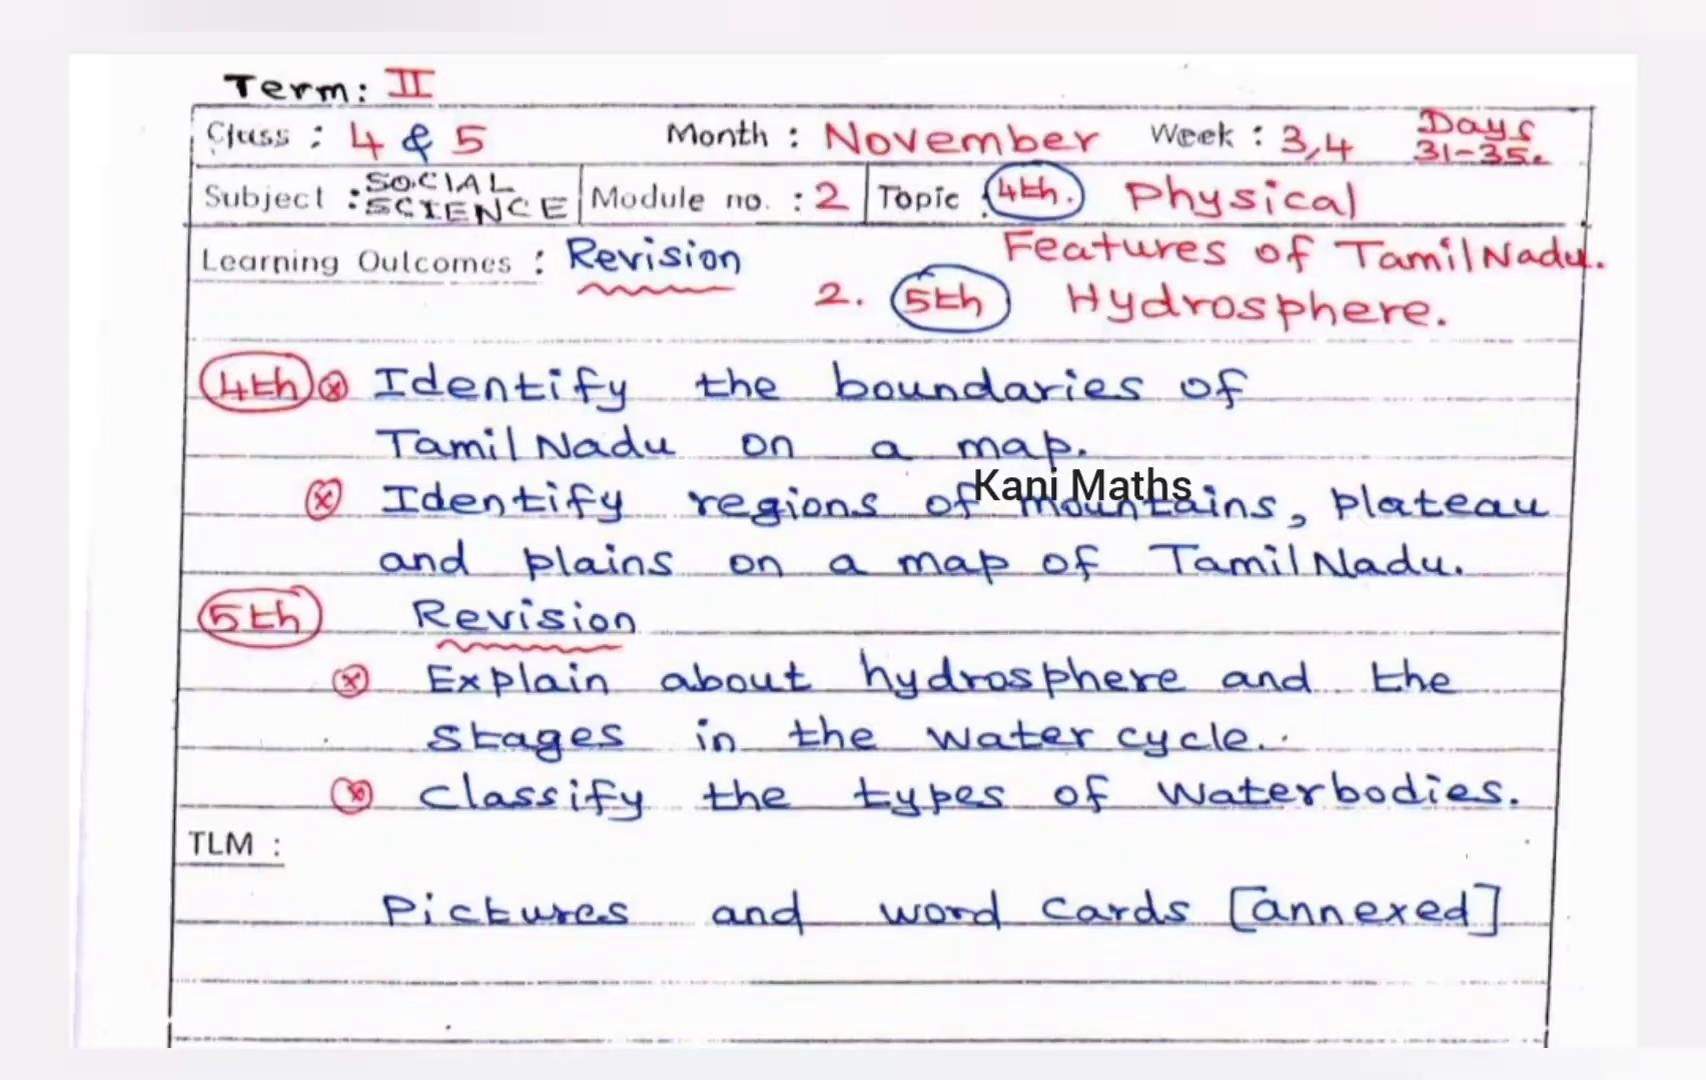 Term: II
Class : 4 & 5 Month : November Week : 3,4 Days 31-35.
Subject : SOCIAL SCIENCE Module no. : 2 Topic : 4th. Physical
Features of TamilNadu.
Learning Outcomes : Revision
2. 5th Hydrosphere.
4th Identify the boundaries of
TamilNadu on a map.
Kani Maths
Identify regions of mountains, plateau
and plains on a map of TamilNadu.
5th Revision
Explain about hydrosphere and the
stages in the water cycle.
classify the types of waterbodies.
TLM :
Pictures and word cards [annexed]